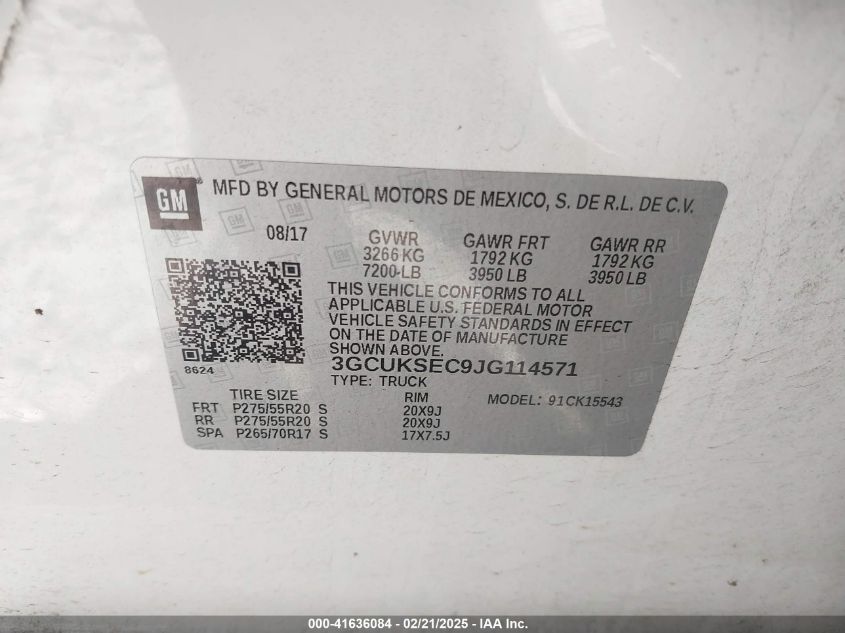 GM
MFD BY GENERAL MOTORS DE MEXICO, S. DE R.L. DE C.V.
08/17
GVWR GAWR FRT GAWR RR
3266 KG 1792 KG 1792 KG
7200 LB 3950 LB 3950 LB
THIS VEHICLE CONFORMS TO ALL
APPLICABLE U.S. FEDERAL MOTOR
VEHICLE SAFETY STANDARDS IN EFFECT
ON THE DATE OF MANUFACTURE
SHOWN ABOVE.
8624
3GCUKSEC9JG114571
TYPE: TRUCK
TIRE SIZE RIM MODEL: 91CK15543
FRT P275/55R20 S 20X9J
RR P275/55R20 S 20X9J
SPA P265/70R17 S 17X7.5J
000-41636084 - 02/21/2025 - IAA Inc.